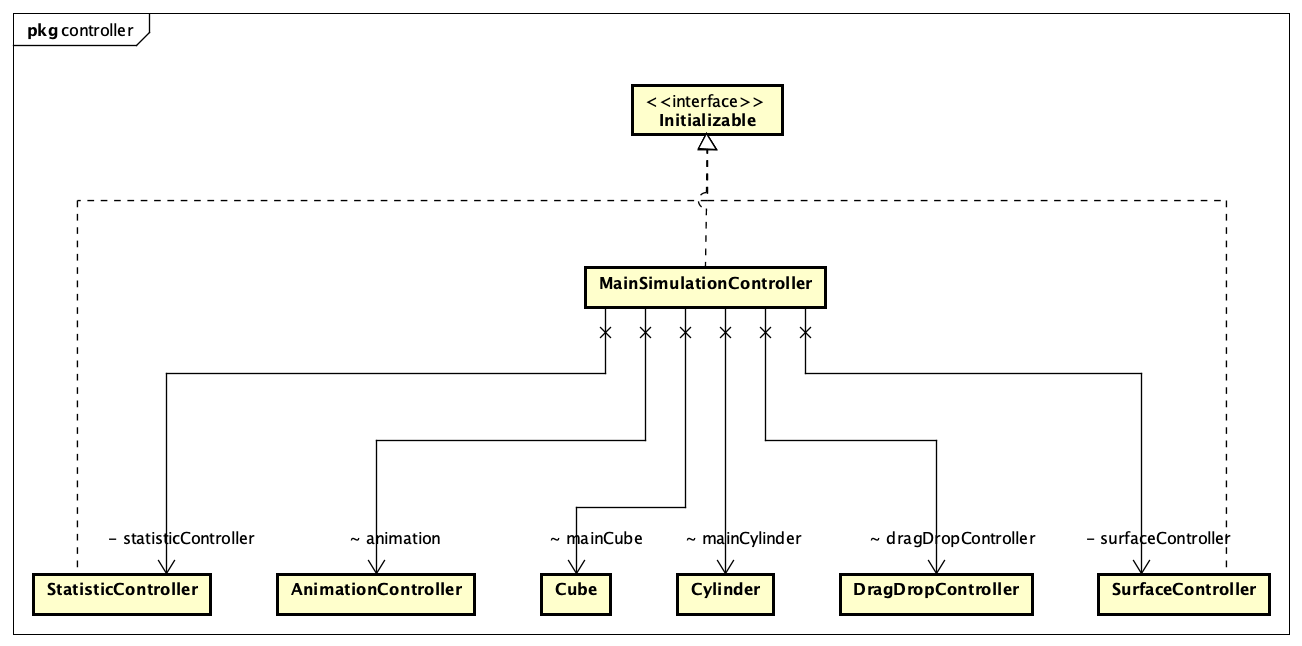 pkg controller
<<interface>>
Initializable
MainSimulationController
- statisticController
~ animation
~ mainCube
~ mainCylinder
~ dragDropController
- surfaceController
StatisticController
AnimationController
Cube
Cylinder
DragDropController
SurfaceController